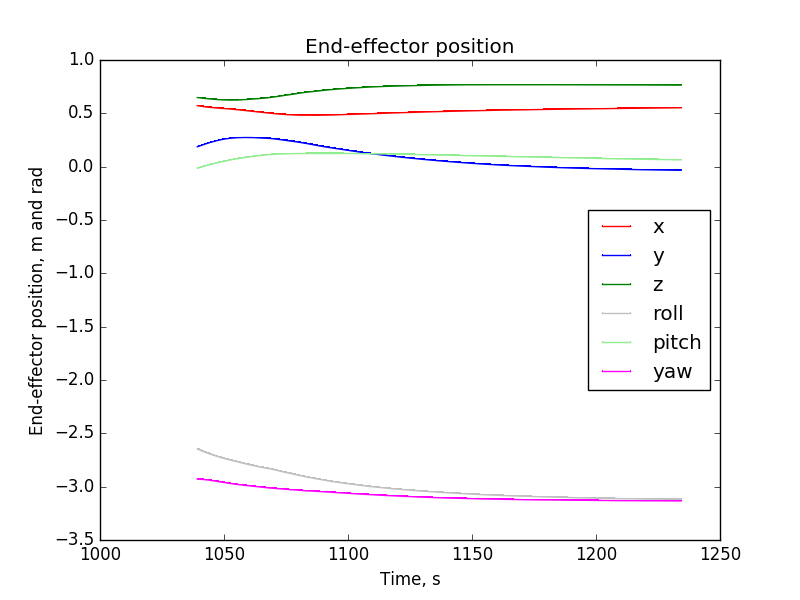 End-effector position
1.0
0.5
0.0
−0.5
−1.0
−1.5
−2.0
−2.5
−3.0
−3.5
End-effector position, m and rad
x
y
z
roll
pitch
yaw
1000 1050 1100 1150 1200 1250
Time, s